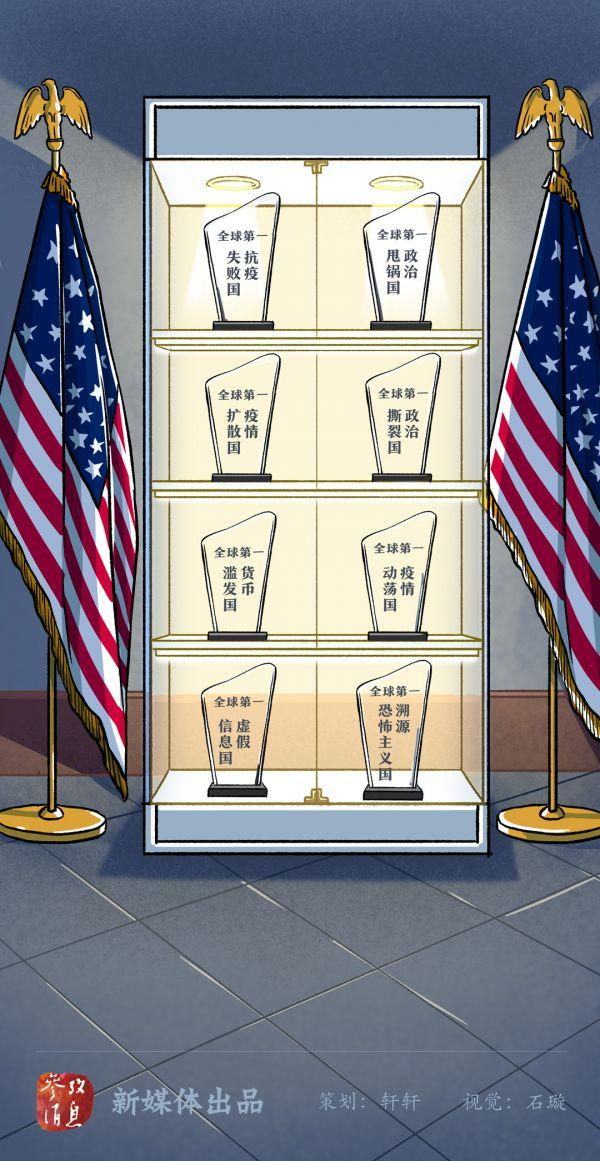 全球第一
抗疫
失败国
全球第一
政治
甩锅国
全球第一
疫情
扩散国
全球第一
政治
撕裂国
全球第一
货币
滥发国
全球第一
疫情
动荡国
全球第一
虚假
信息国
全球第一
溯源
恐怖主义国
參攷
消息
新媒体出品
策划：轩轩
视觉：石璇